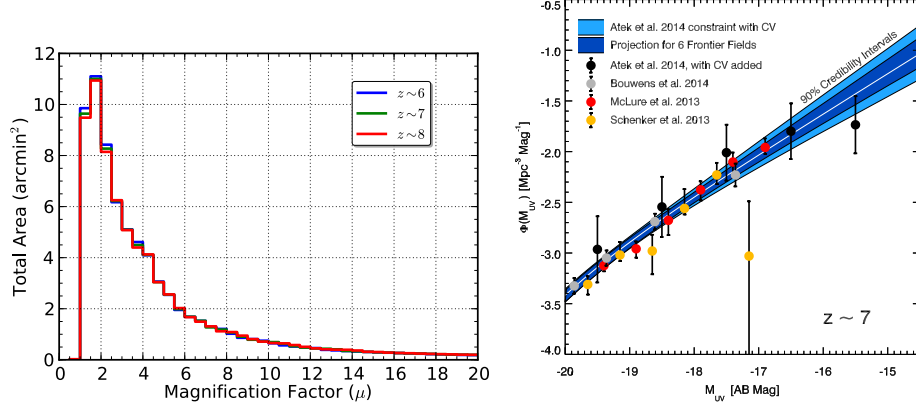 12
10
8
6
4
2
0
Total Area (arcmin²)
z∼6
z∼7
z∼8
0 2 4 6 8 10 12 14 16 18 20
Magnification Factor (μ)
-0.5
-1.0
-1.5
-2.0
-2.5
-3.0
-3.5
-4.0
Φ(M_UV) [Mpc⁻³ Mag⁻¹]
Atek et al. 2014 constraint with CV
Projection for 6 Frontier Fields
Atek et al. 2014, with CV added
Bouwens et al. 2014
McLure et al. 2013
Schenker et al. 2013
90% Credibility Intervals
z ~ 7
-20 -19 -18 -17 -16 -15
M_UV [AB Mag]